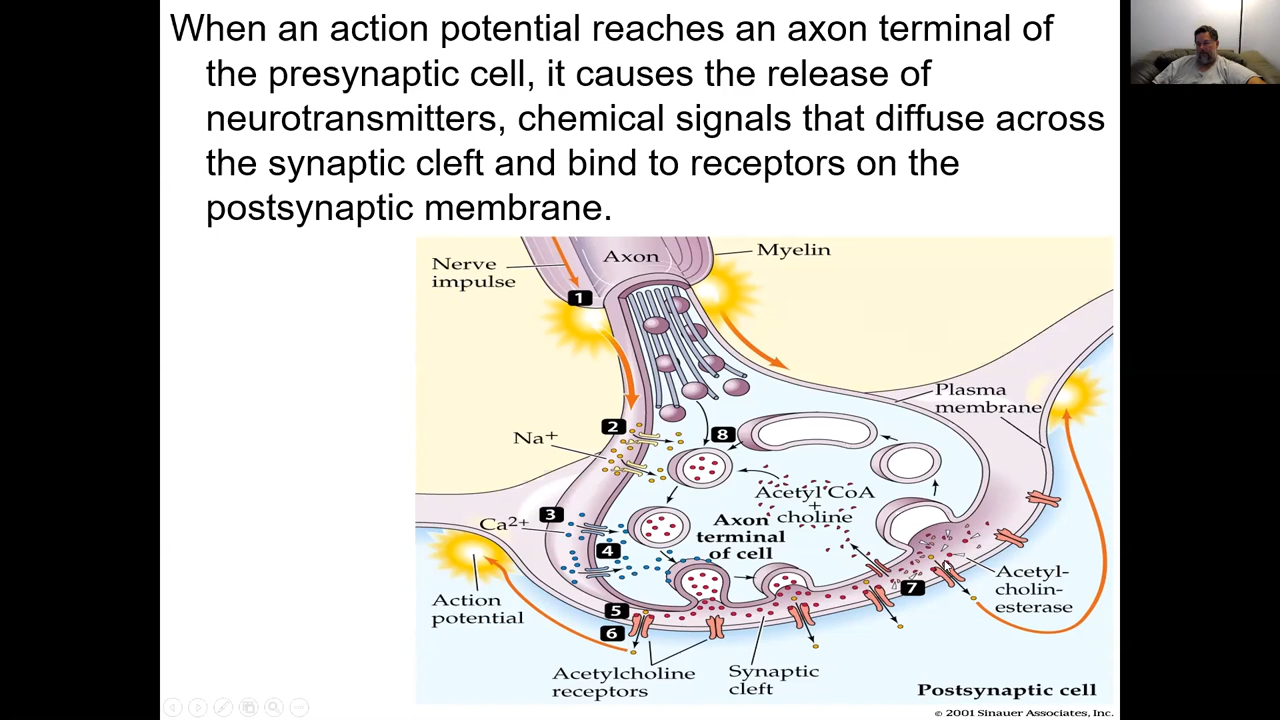 When an action potential reaches an axon terminal of
the presynaptic cell, it causes the release of
neurotransmitters, chemical signals that diffuse across
the synaptic cleft and bind to receptors on the
postsynaptic membrane.
Nerve
impulse
Axon
Myelin
1
Plasma
membrane
2
8
Na+
Acetyl CoA
+
choline
3
Ca2+
Axon
terminal
of cell
4
Acetyl-
cholin-
esterase
7
Action
potential
5
6
Acetylcholine
receptors
Synaptic
cleft
Postsynaptic cell
© 2001 Sinauer Associates, Inc.